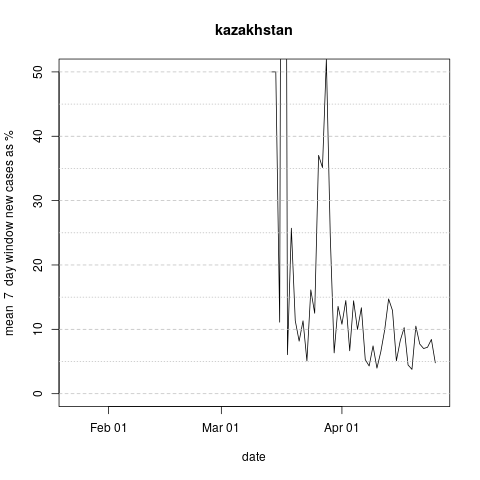 kazakhstan
mean 7 day window new cases as %
50
40
30
20
10
0
Feb 01
Mar 01
Apr 01
date